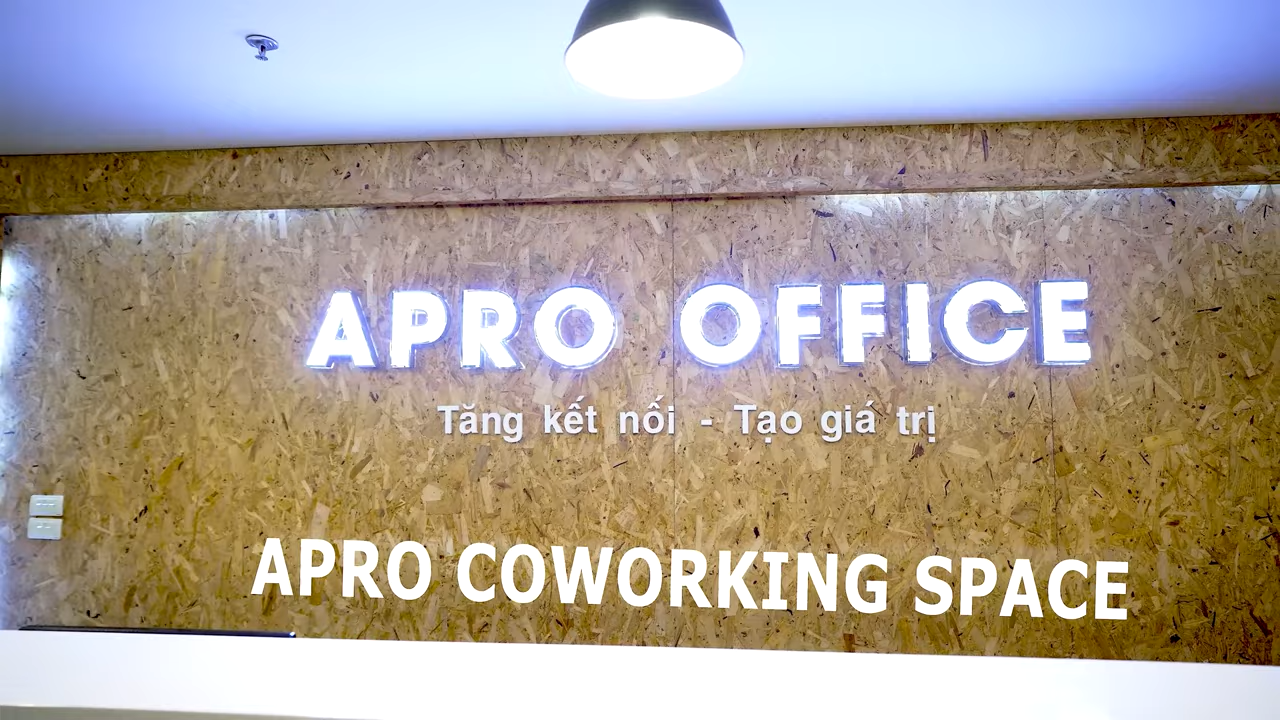 APRO OFFICE
Tăng kết nối - Tạo giá trị
APRO COWORKING SPACE